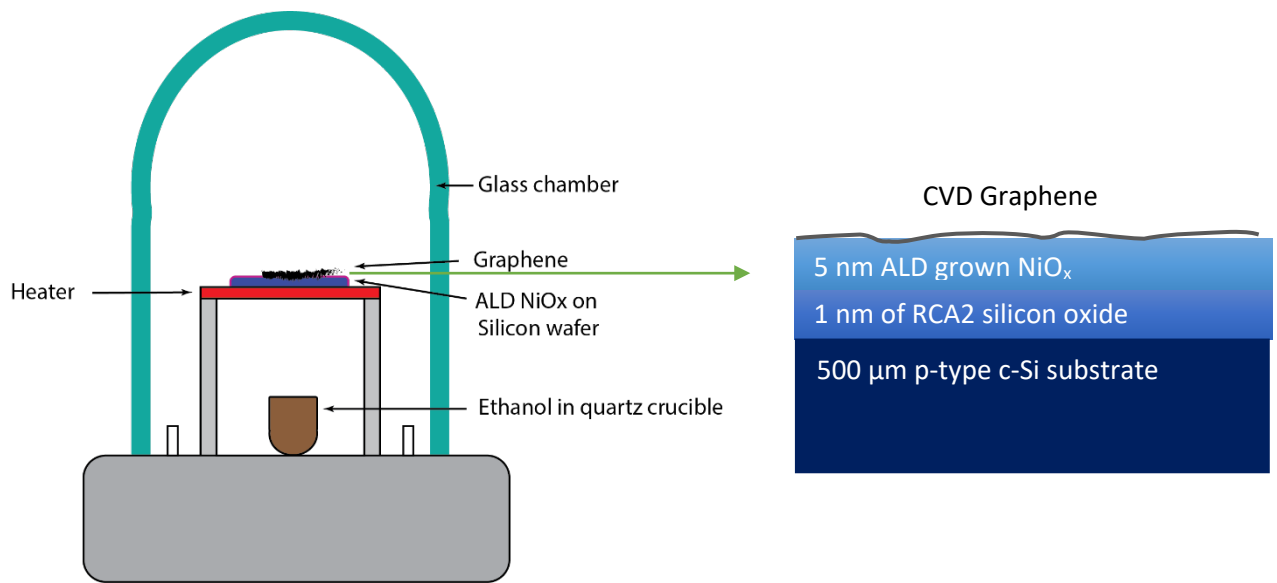 Glass chamber
Graphene
Heater
ALD NiOx on
Silicon wafer
Ethanol in quartz crucible
CVD Graphene
5 nm ALD grown NiOₓ
1 nm of RCA2 silicon oxide
500 µm p-type c-Si substrate